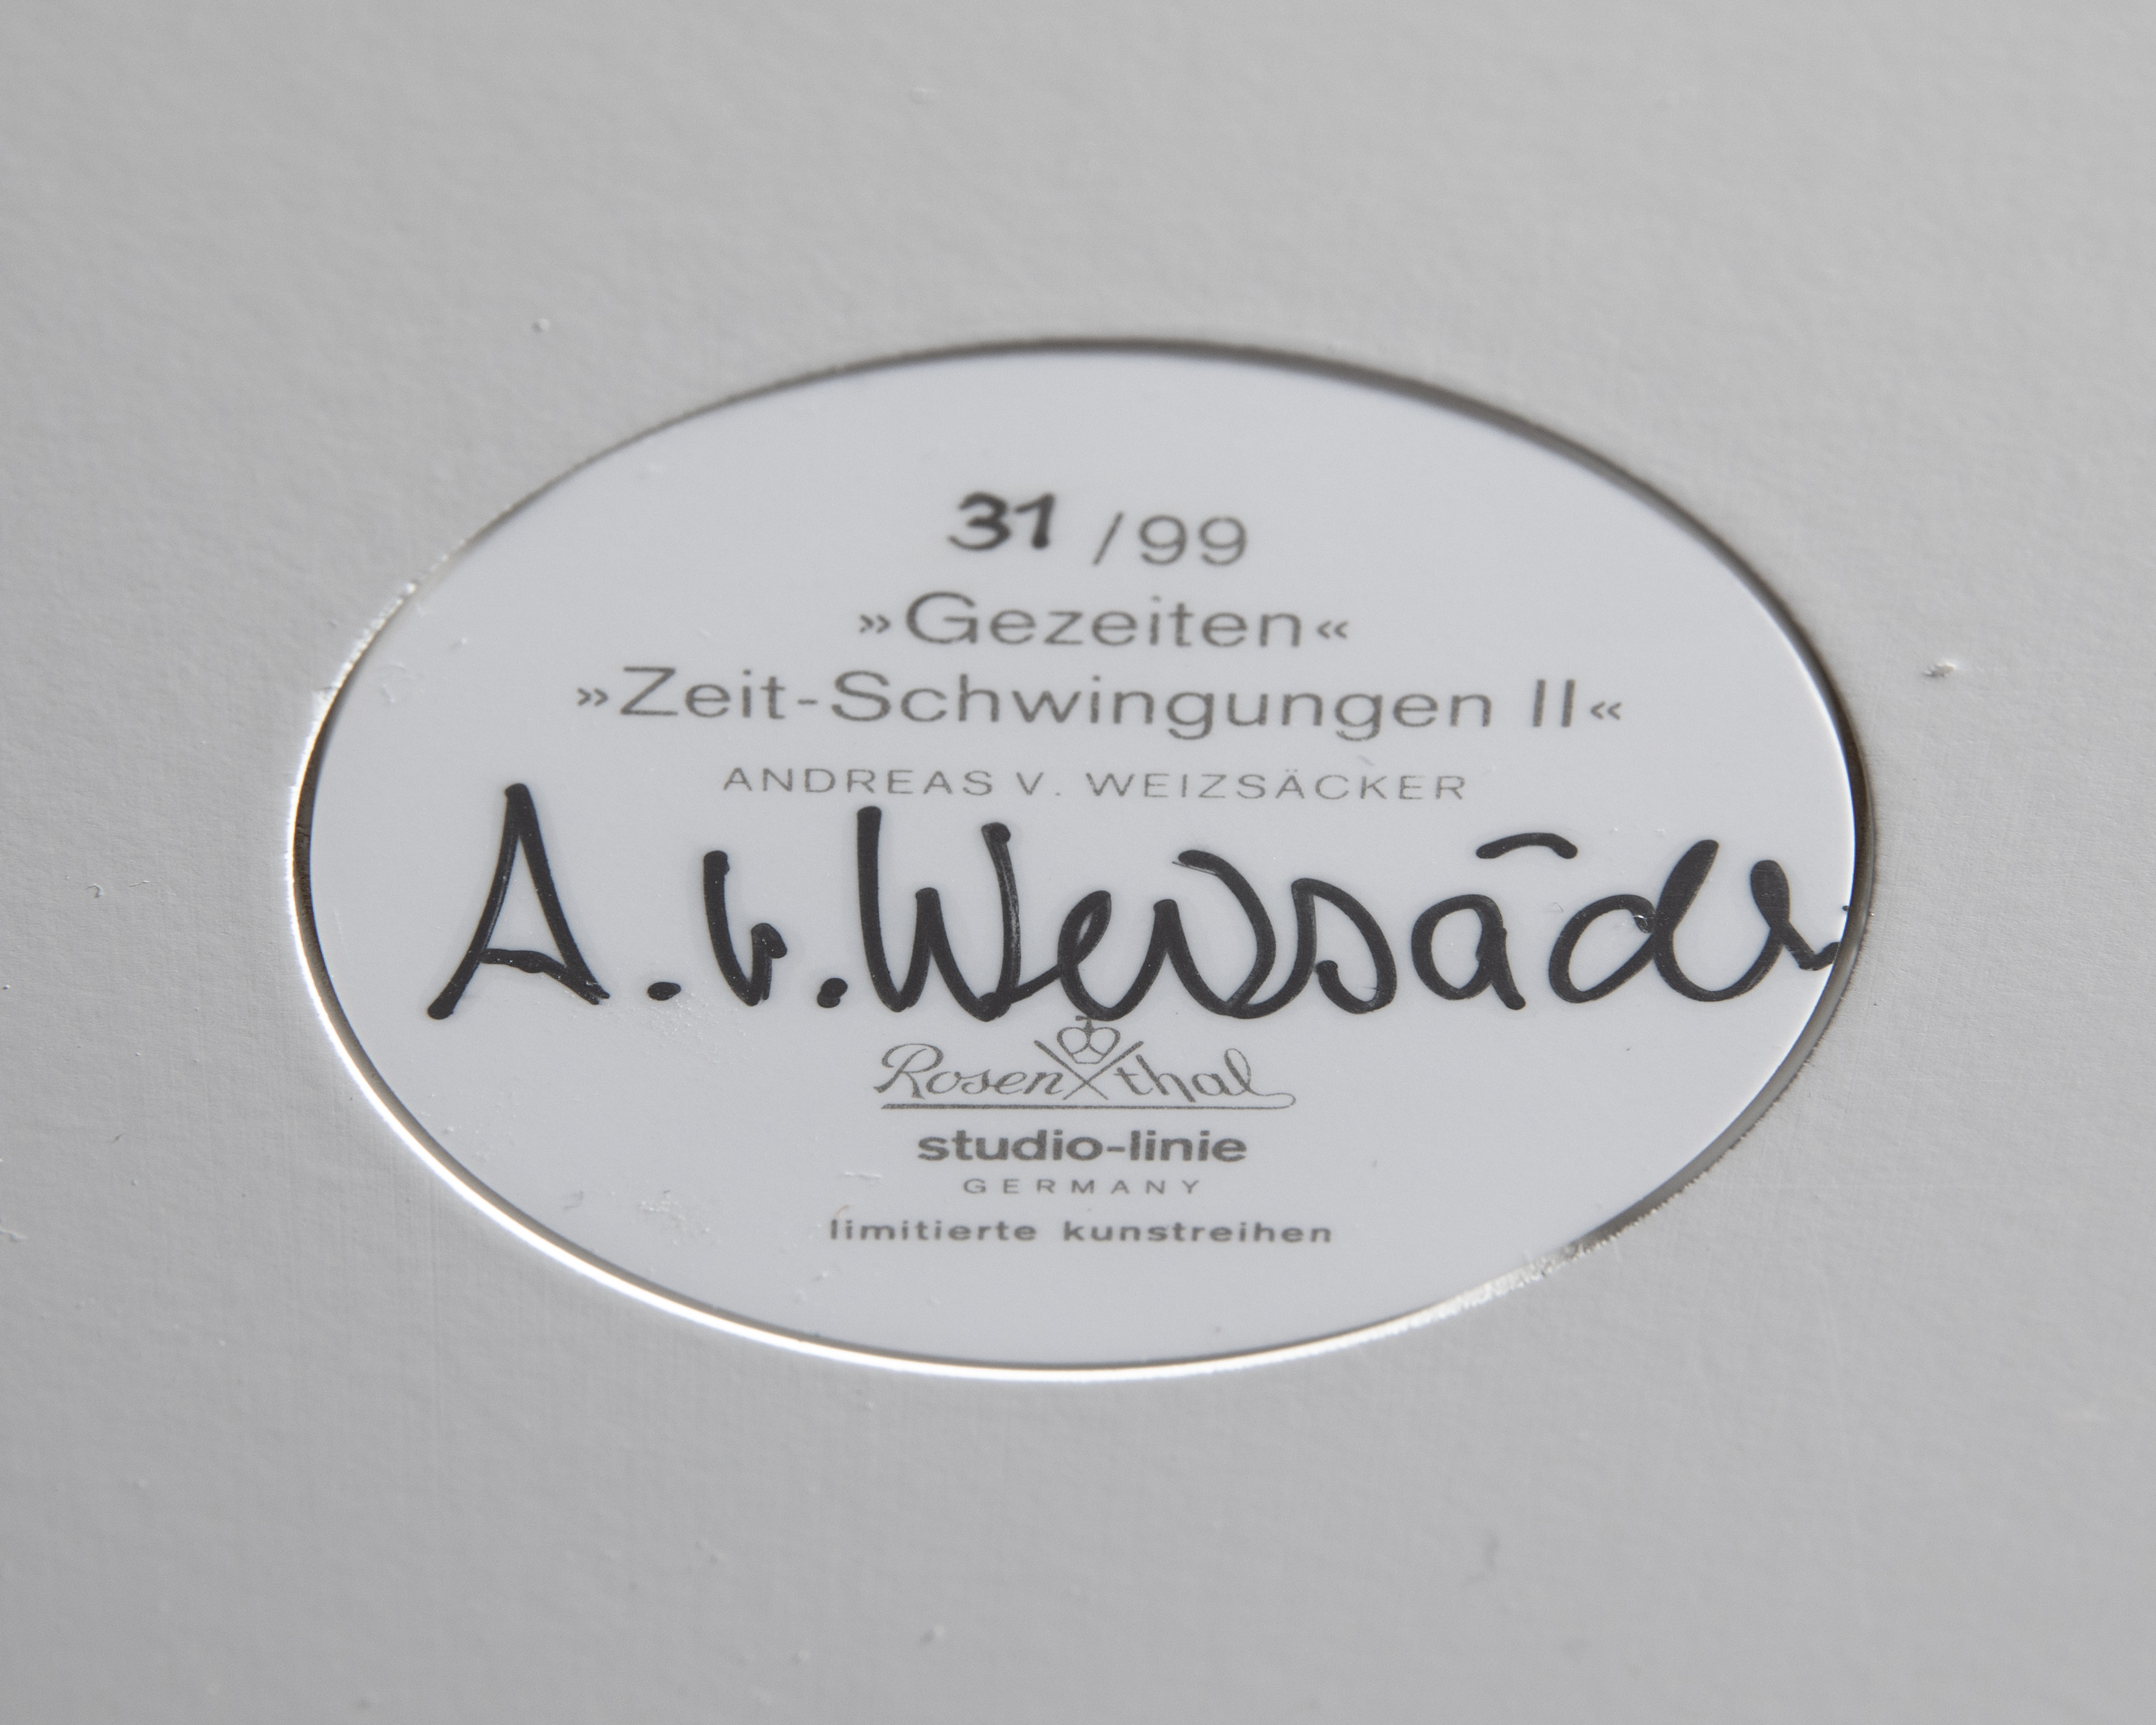 31 /99
»Gezeiten«
»Zeit-Schwingungen II«
ANDREAS V. WEIZSÄCKER
A. v. Weizsäcker
Rosenthal
studio-linie
GERMANY
limitierte kunstreihen